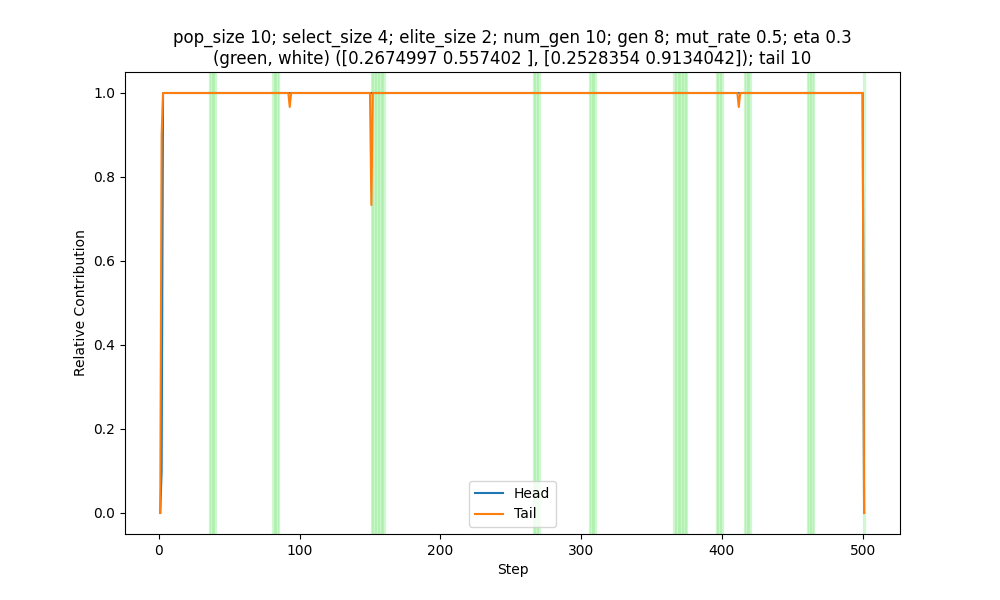 pop_size 10; select_size 4; elite_size 2; num_gen 10; gen 8; mut_rate 0.5; eta 0.3
(green, white) ([0.2674997 0.557402 ], [0.2528354 0.9134042]); tail 10
1.0
0.8
0.6
0.4
0.2
0.0
Relative Contribution
Head
Tail
0
100
200
300
400
500
Step